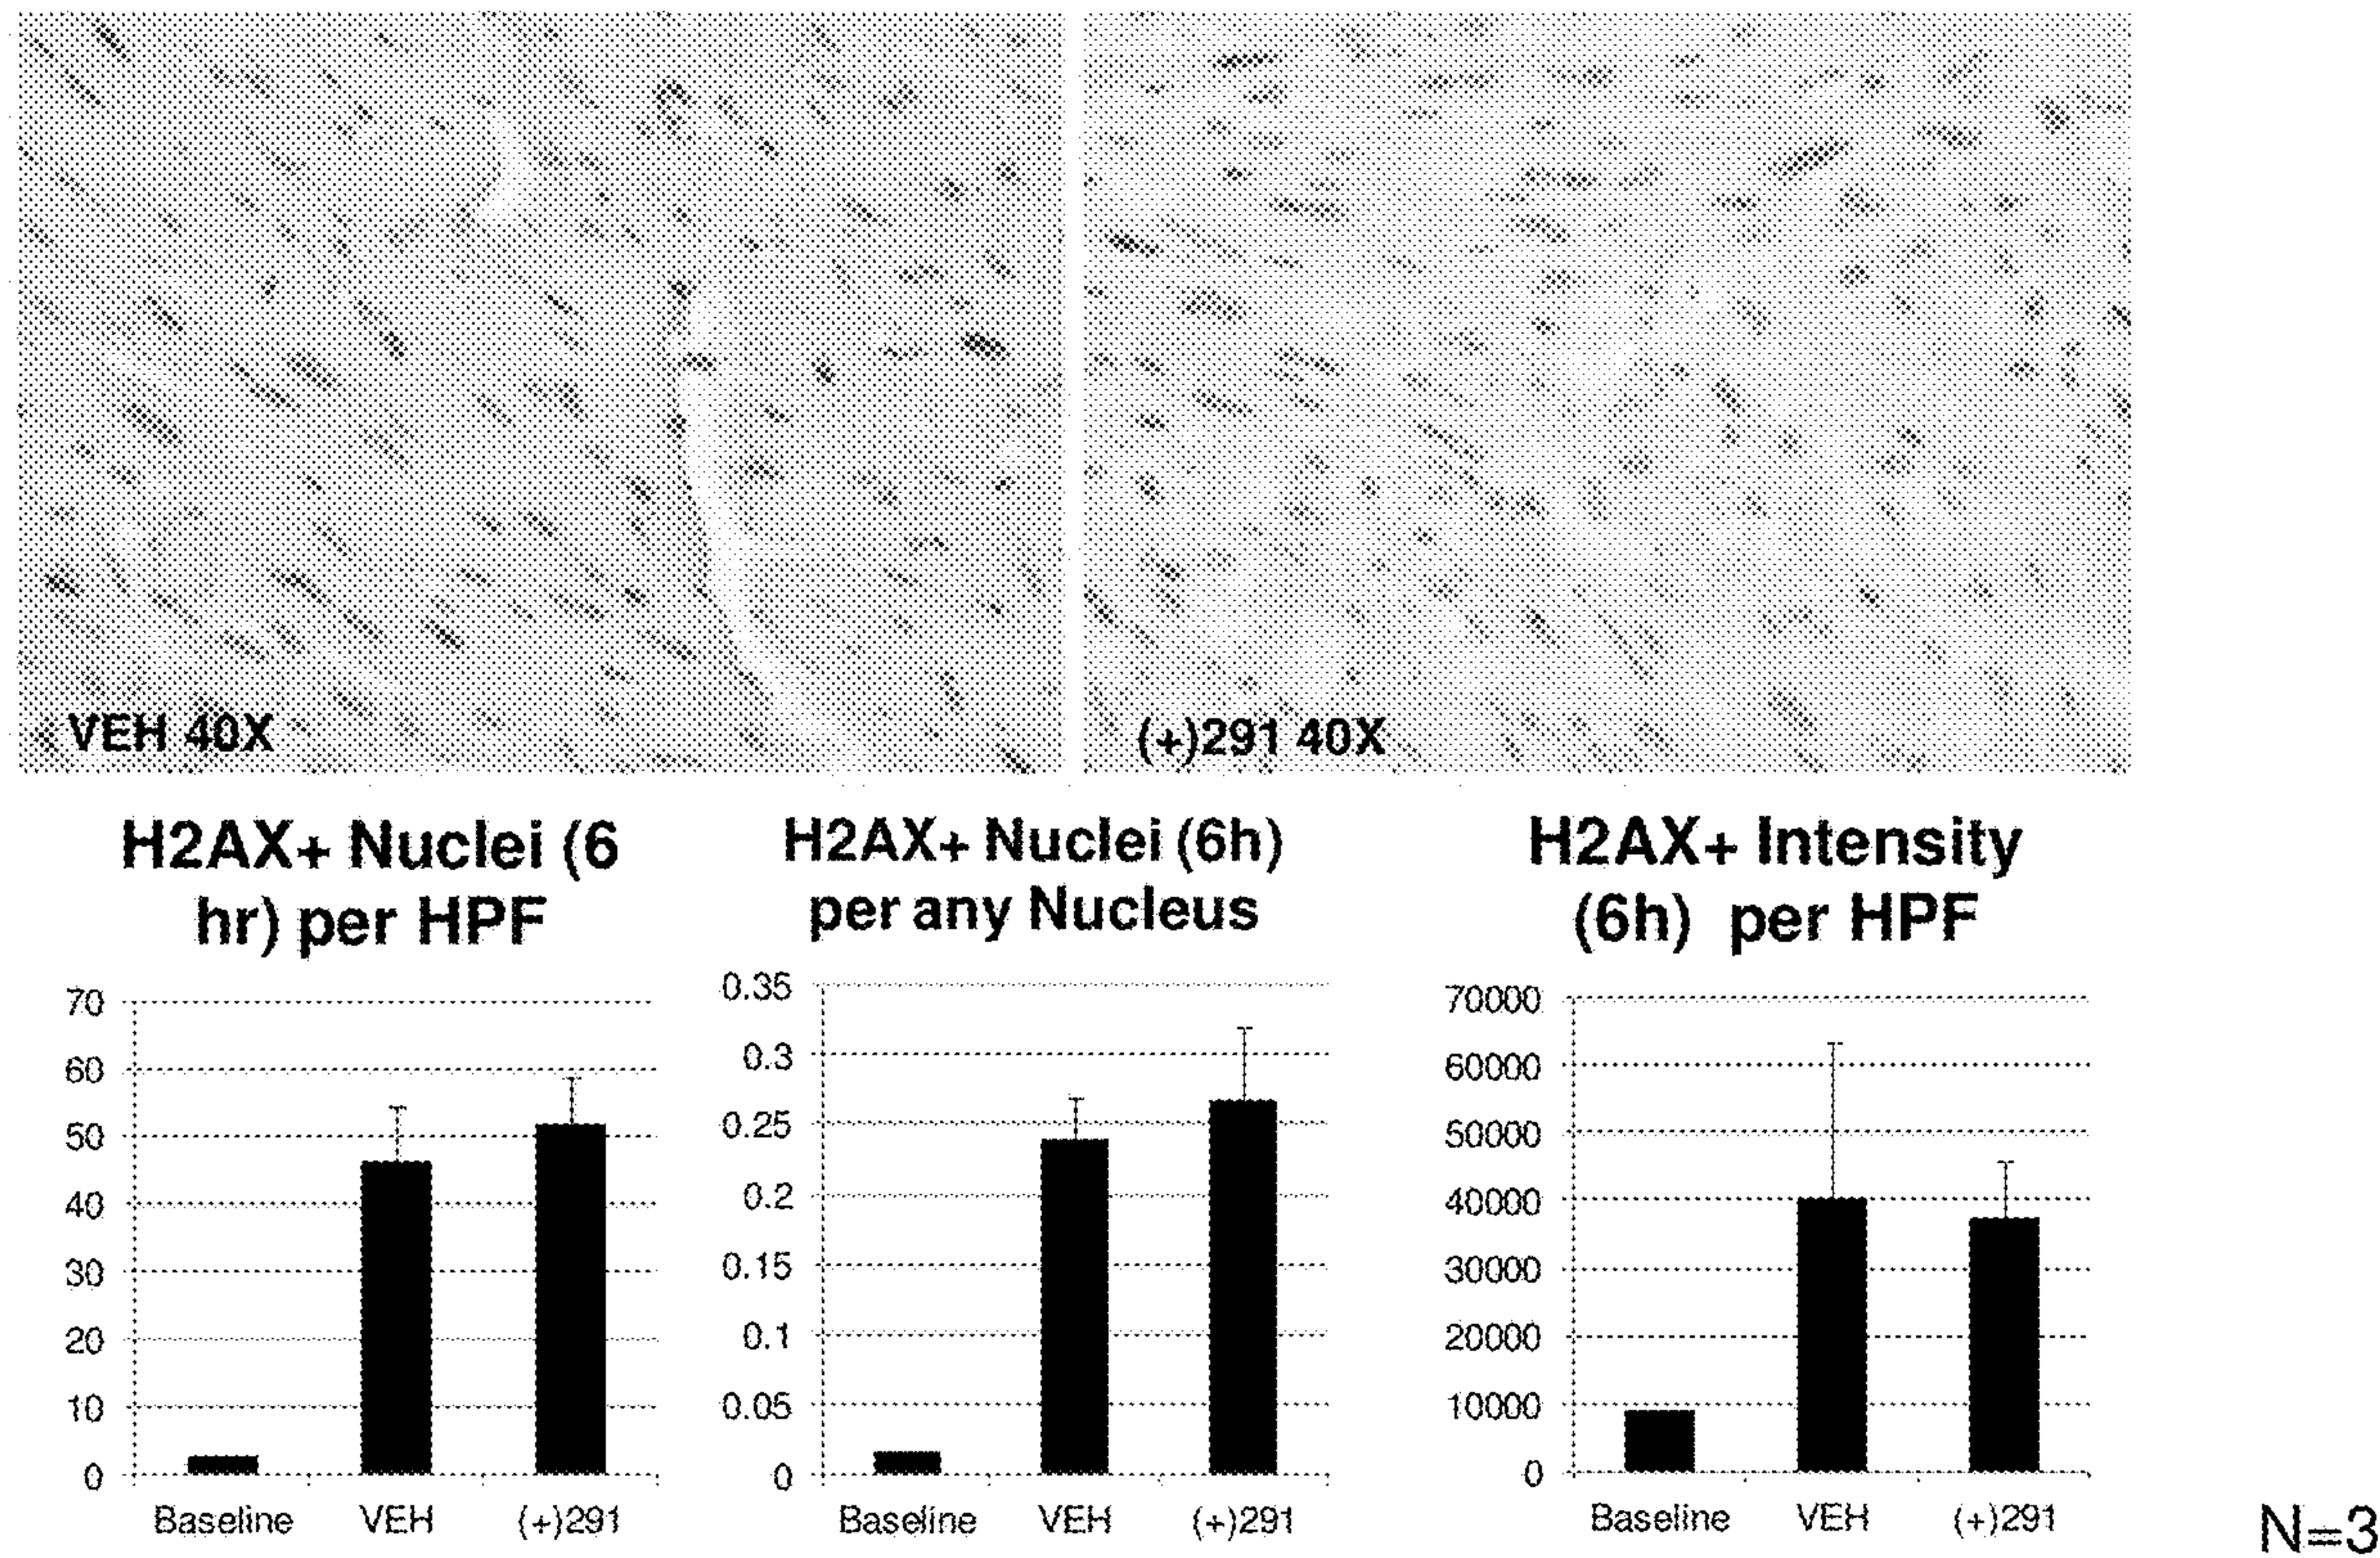 VEH 40X
(+)291 40X
H2AX+ Nuclei (6
hr) per HPF
70
60
50
40
30
20
10
0
Baseline VEH (+)291
H2AX+ Nuclei (6h)
per any Nucleus
0.35
0.3
0.25
0.2
0.15
0.1
0.05
0
Baseline VEH (+)291
H2AX+ Intensity
(6h) per HPF
70000
60000
50000
40000
30000
20000
10000
0
Baseline VEH (+)291
N=3